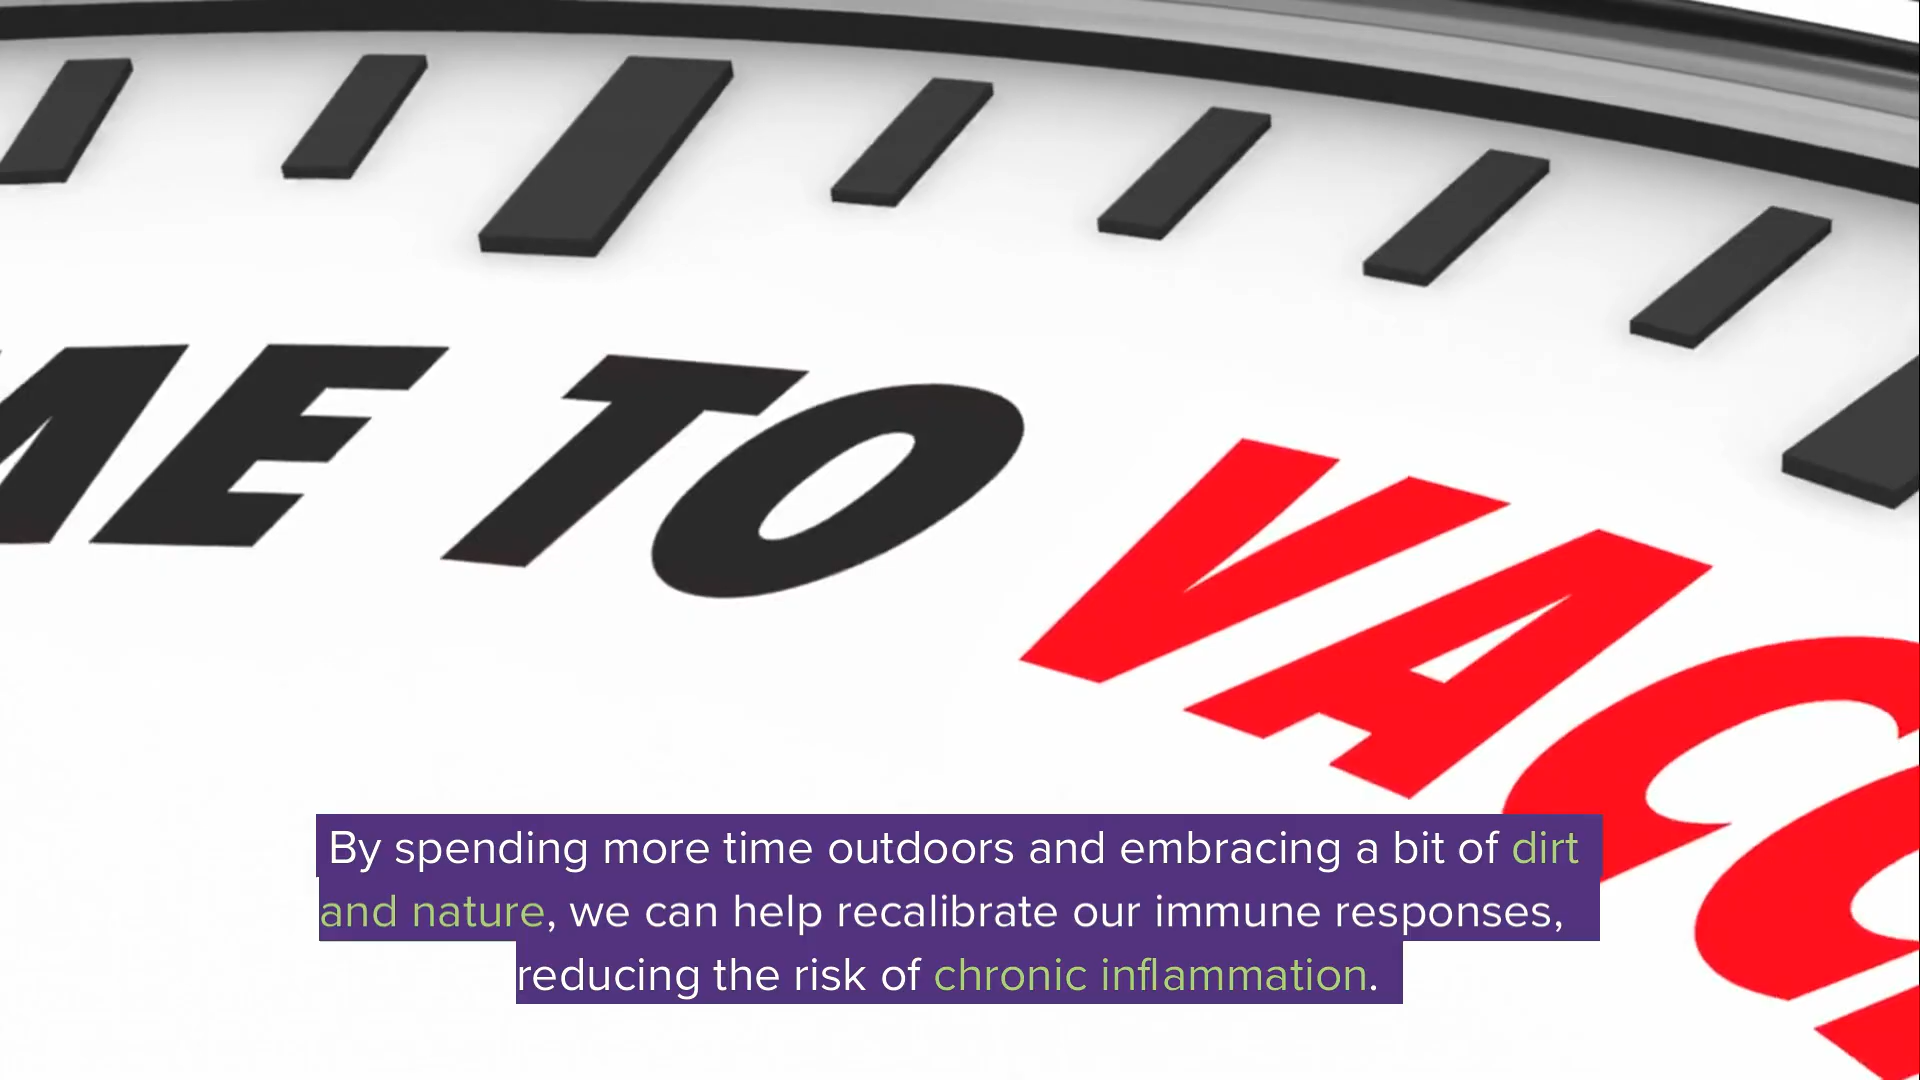 ME TO VACC
By spending more time outdoors and embracing a bit of dirt
and nature, we can help recalibrate our immune responses,
reducing the risk of chronic inflammation.